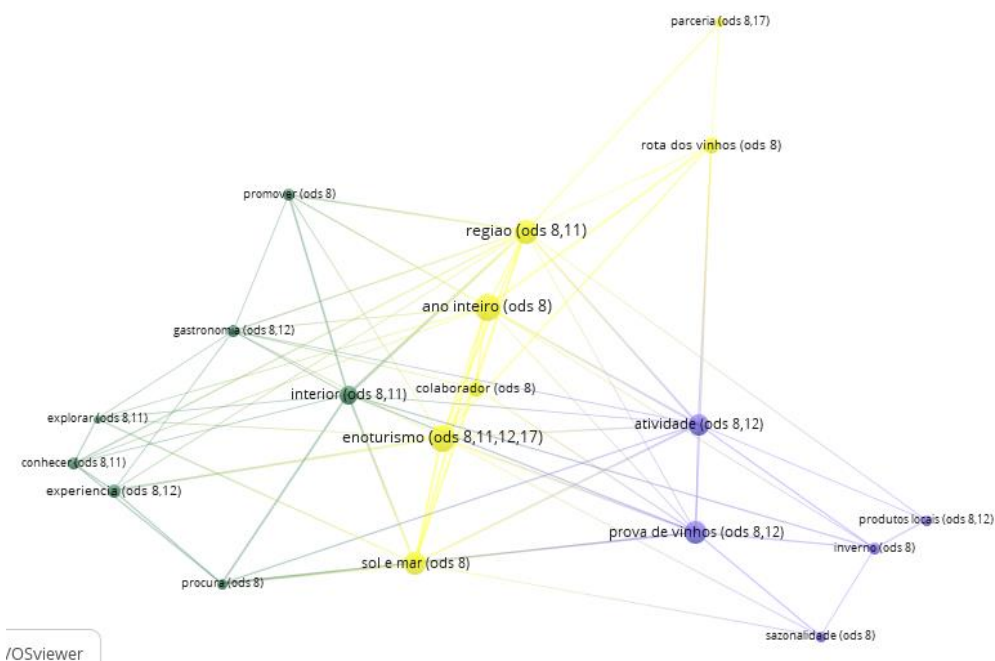 parceria (ods 8,17)
rota dos vinhos (ods 8)
promover (ods 8)
regiao (ods 8,11)
ano inteiro (ods 8)
gastronomia (ods 8,12)
colaborador (ods 8)
interior (ods 8,11)
explorar (ods 8,11)
atividade (ods 8,12)
enoturismo (ods 8,11,12,17)
conhecer (ods 8,11)
experiencia (ods 8,12)
produtos locais (ods 8,12)
prova de vinhos (ods 8,12)
inverno (ods 8)
sol e mar (ods 8)
procura (ods 8)
sazonalidade (ods 8)
/OSviewer